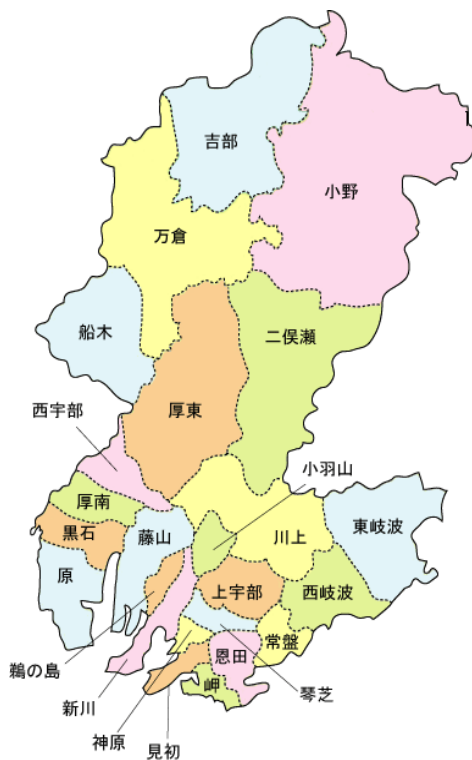 吉部
小野
万倉
船木
二俣瀬
厚東
西宇部
小羽山
厚南
黒石
藤山
川上
東岐波
原
上宇部
西岐波
常盤
恩田
鵜の島
岬
琴芝
新川
神原
見初